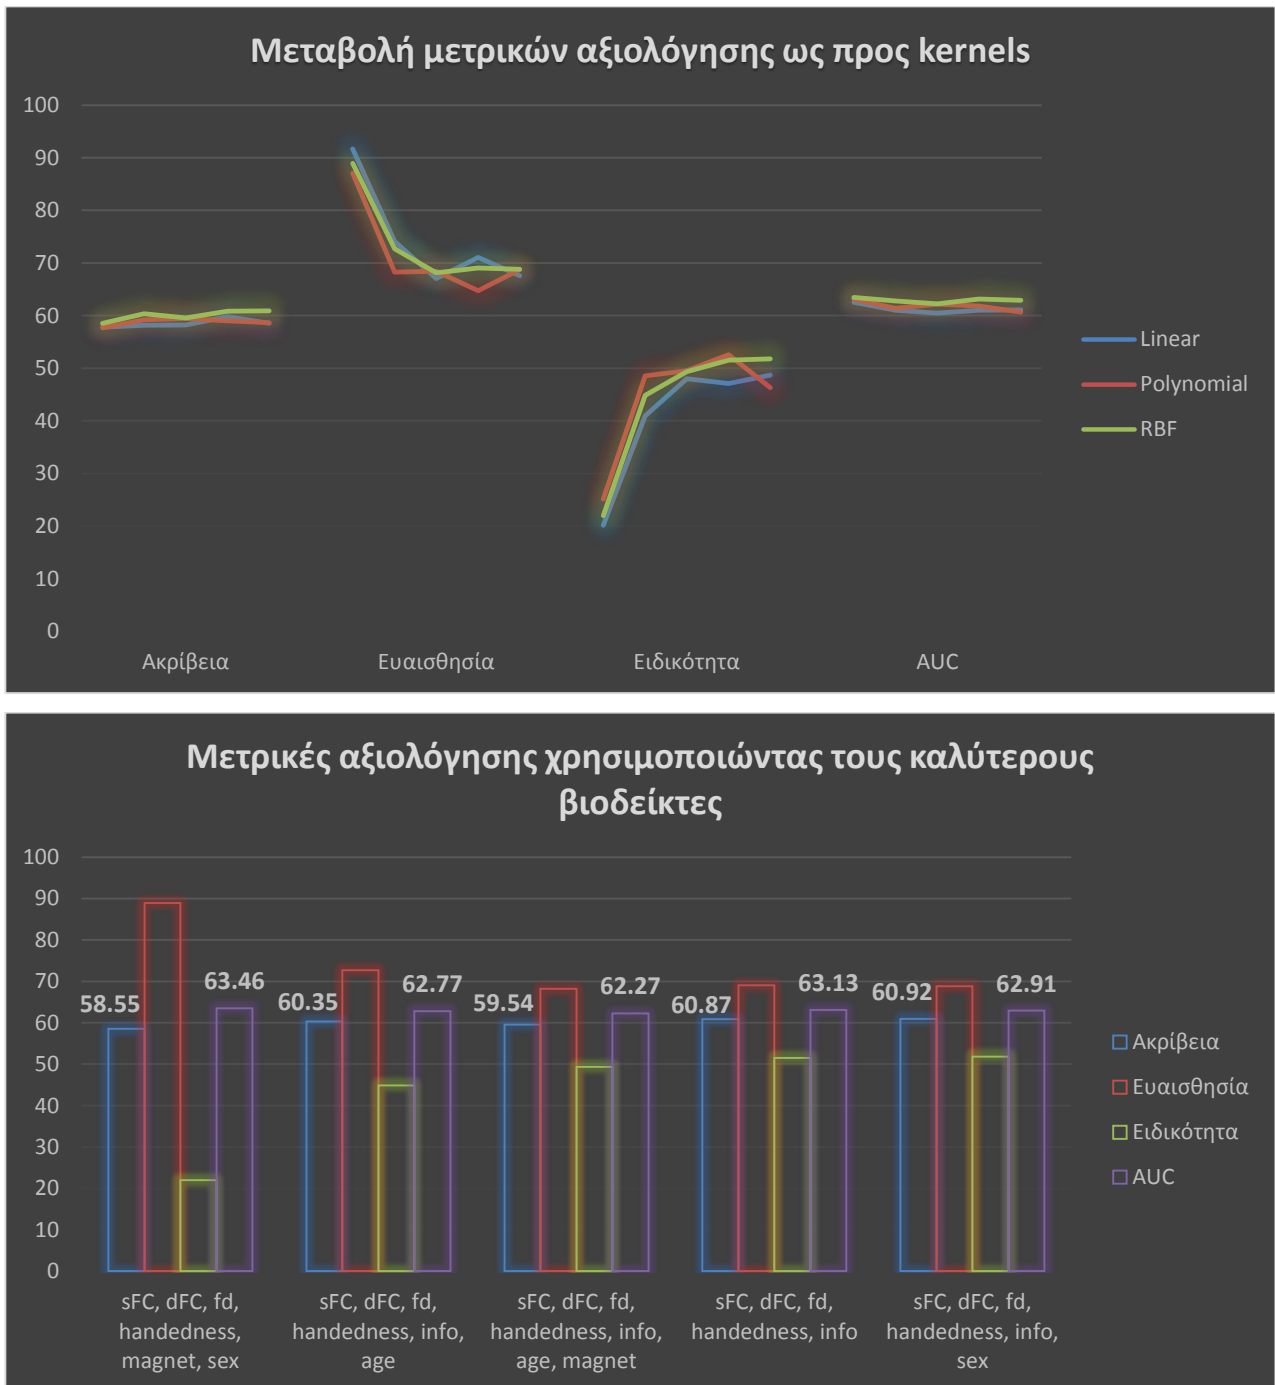 Μεταβολή μετρικών αξιολόγησης ως προς kernels
100
90
80
70
60
50
40
30
20
10
0
Ακρίβεια
Ευαισθησία
Ειδικότητα
AUC
Linear
Polynomial
RBF
Μετρικές αξιολόγησης χρησιμοποιώντας τους καλύτερους
βιοδείκτες
100
90
80
70
60
50
40
30
20
10
0
58.55
63.46
60.35
62.77
59.54
62.27
60.87
63.13
60.92
62.91
sFC, dFC, fd,
handedness,
magnet, sex
sFC, dFC, fd,
handedness, info,
age
sFC, dFC, fd,
handedness, info,
age, magnet
sFC, dFC, fd,
handedness, info
sFC, dFC, fd,
handedness, info,
sex
Ακρίβεια
Ευαισθησία
Ειδικότητα
AUC